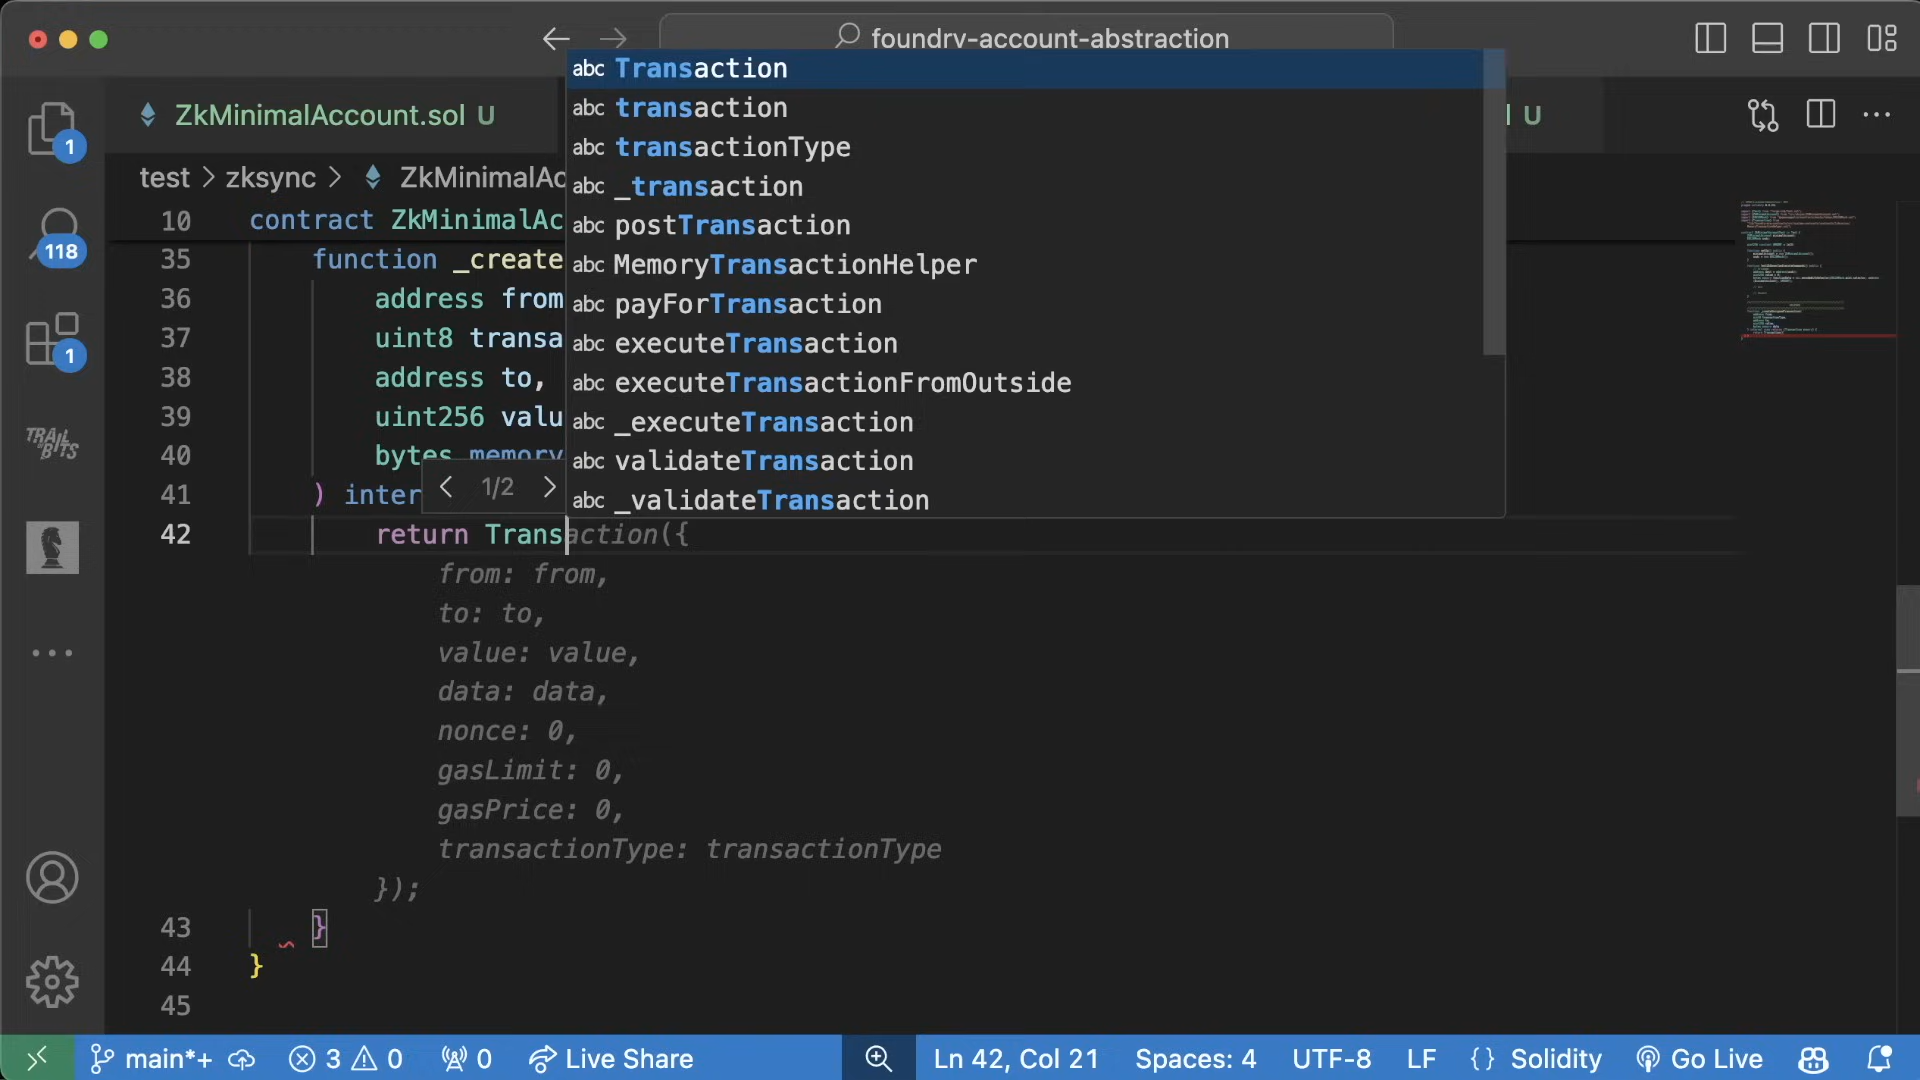 foundry-account-abstraction
ZkMinimalAccount.sol U
U
test > zksync > ZkMinimalAc
abc Transaction
abc transaction
abc transactionType
abc _transaction
abc postTransaction
abc MemoryTransactionHelper
abc payForTransaction
abc executeTransaction
abc executeTransactionFromOutside
abc _executeTransaction
abc validateTransaction
abc _validateTransaction
1
118
1
TRAIL OF BITS
10 contract ZkMinimalAc
35 function _create
36 address from
37 uint8 transa
38 address to,
39 uint256 valu
40 bytes memory
41 ) inter
1/2
42 return Transaction({
from: from,
to: to,
value: value,
data: data,
nonce: 0,
gasLimit: 0,
gasPrice: 0,
transactionType: transactionType
});
43 }
44 }
45
main*+ 3 0 0 Live Share Ln 42, Col 21 Spaces: 4 UTF-8 LF {} Solidity Go Live